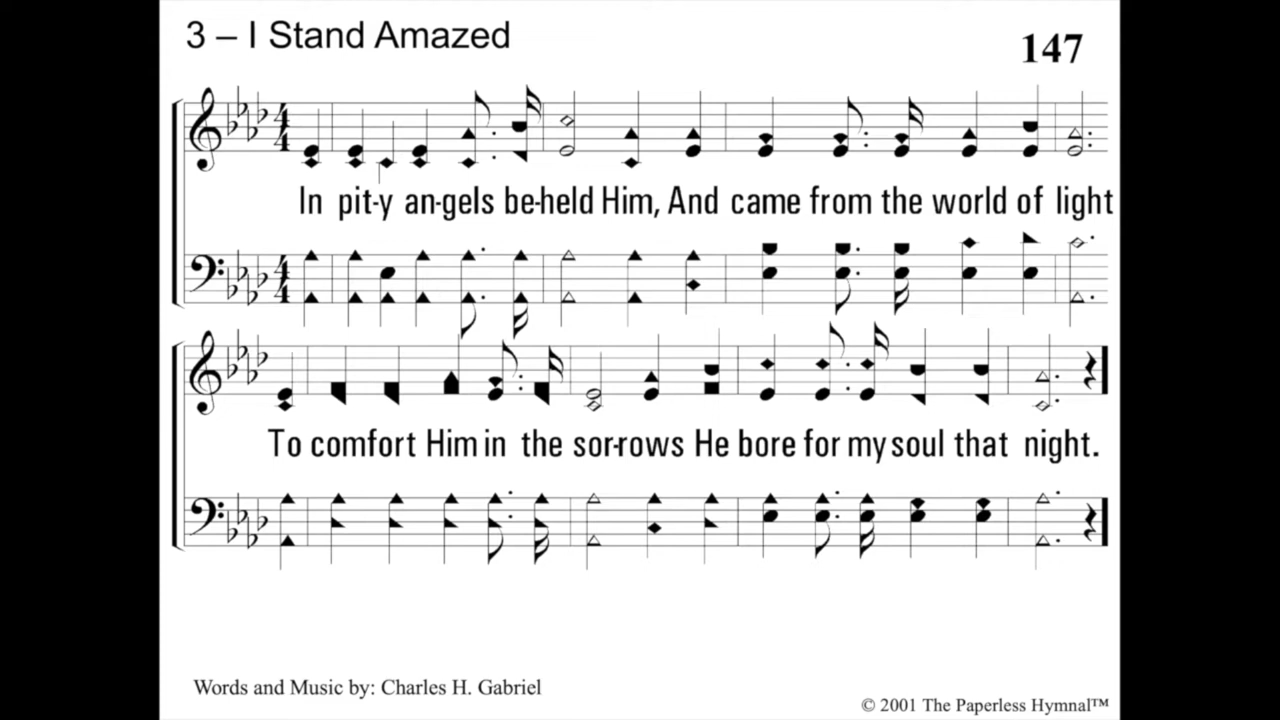 3 – I Stand Amazed
147
In pit-y an-gels be-held Him, And came from the world of light
To comfort Him in the sor-rows He bore for my soul that night.
Words and Music by: Charles H. Gabriel
© 2001 The Paperless Hymnal™